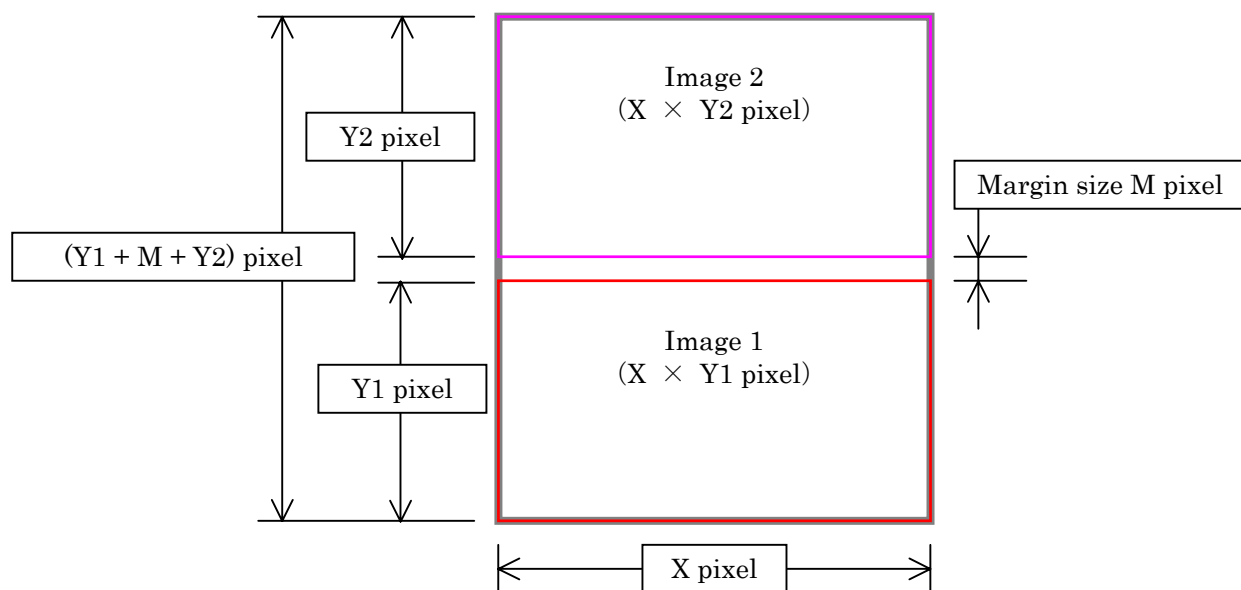 Image 2
(X × Y2 pixel)
Y2 pixel
Margin size M pixel
(Y1 + M + Y2) pixel
Image 1
(X × Y1 pixel)
Y1 pixel
X pixel